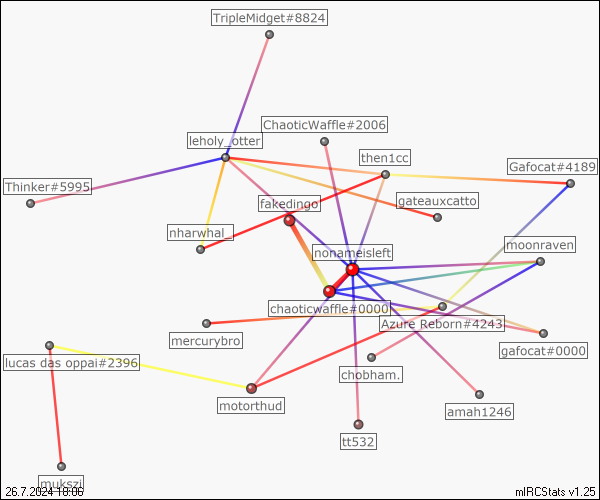 TripleMidget#8824
ChaoticWaffle#2006
leholy_otter
then1cc
Gafocat#4189
Thinker#5995
gateauxcatto
fakedingo
nharwhal_
moonraven
nonameisleft
chaoticwaffle#0000
Azure Reborn#4243
mercurybro
gafocat#0000
lucas das oppai#2396
chobham.
motorthud
amah1246
tt532
mukszi
26.7.2024 18:06
mIRCStats v1.25